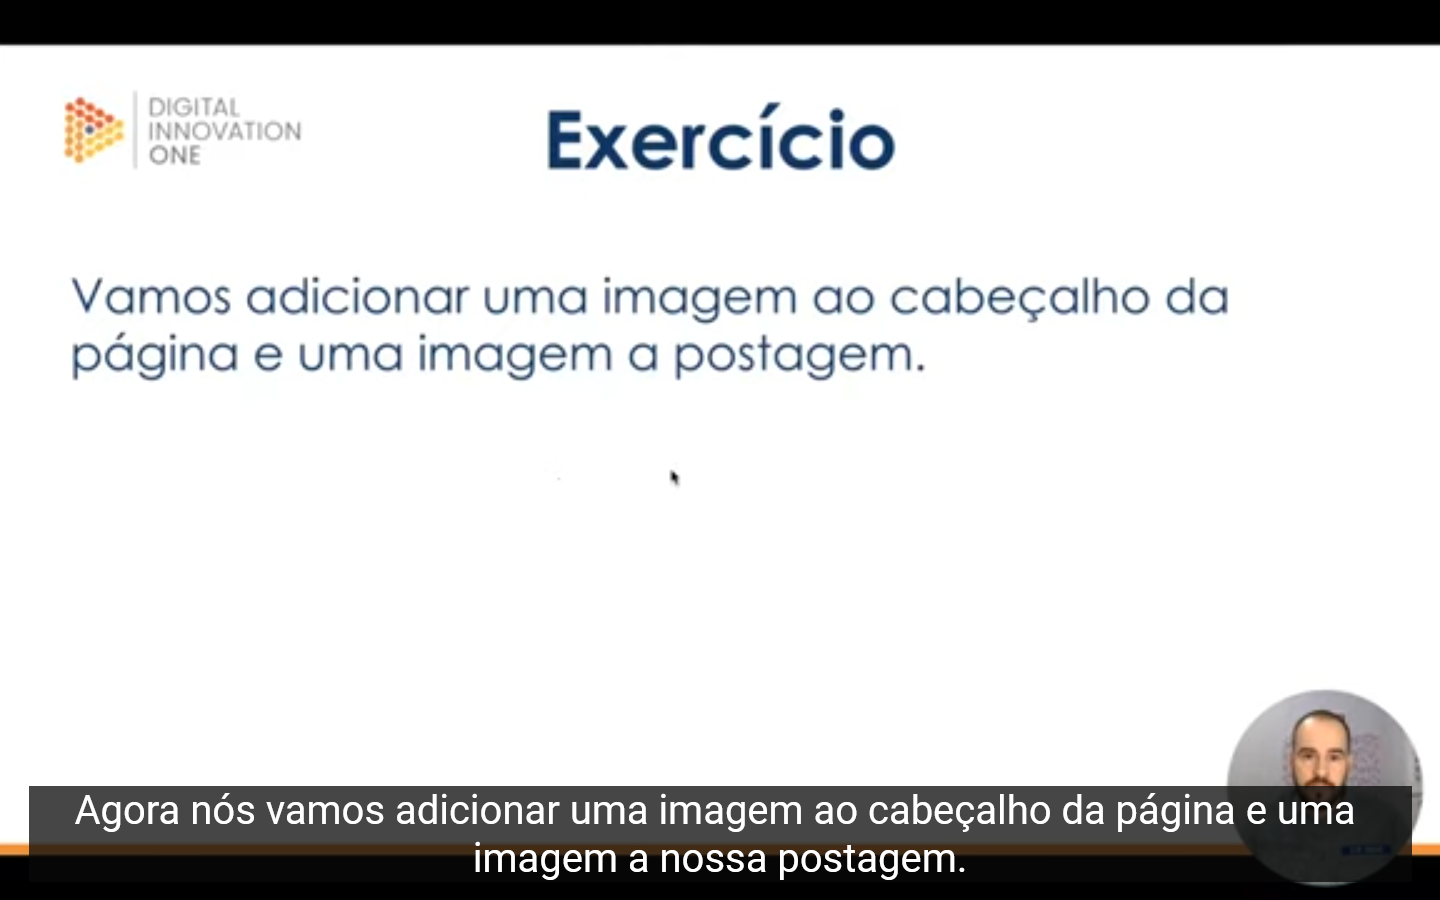 DIGITAL
INNOVATION
ONE
Exercício
Vamos adicionar uma imagem ao cabeçalho da
página e uma imagem a postagem.
Agora nós vamos adicionar uma imagem ao cabeçalho da página e uma
imagem a nossa postagem.